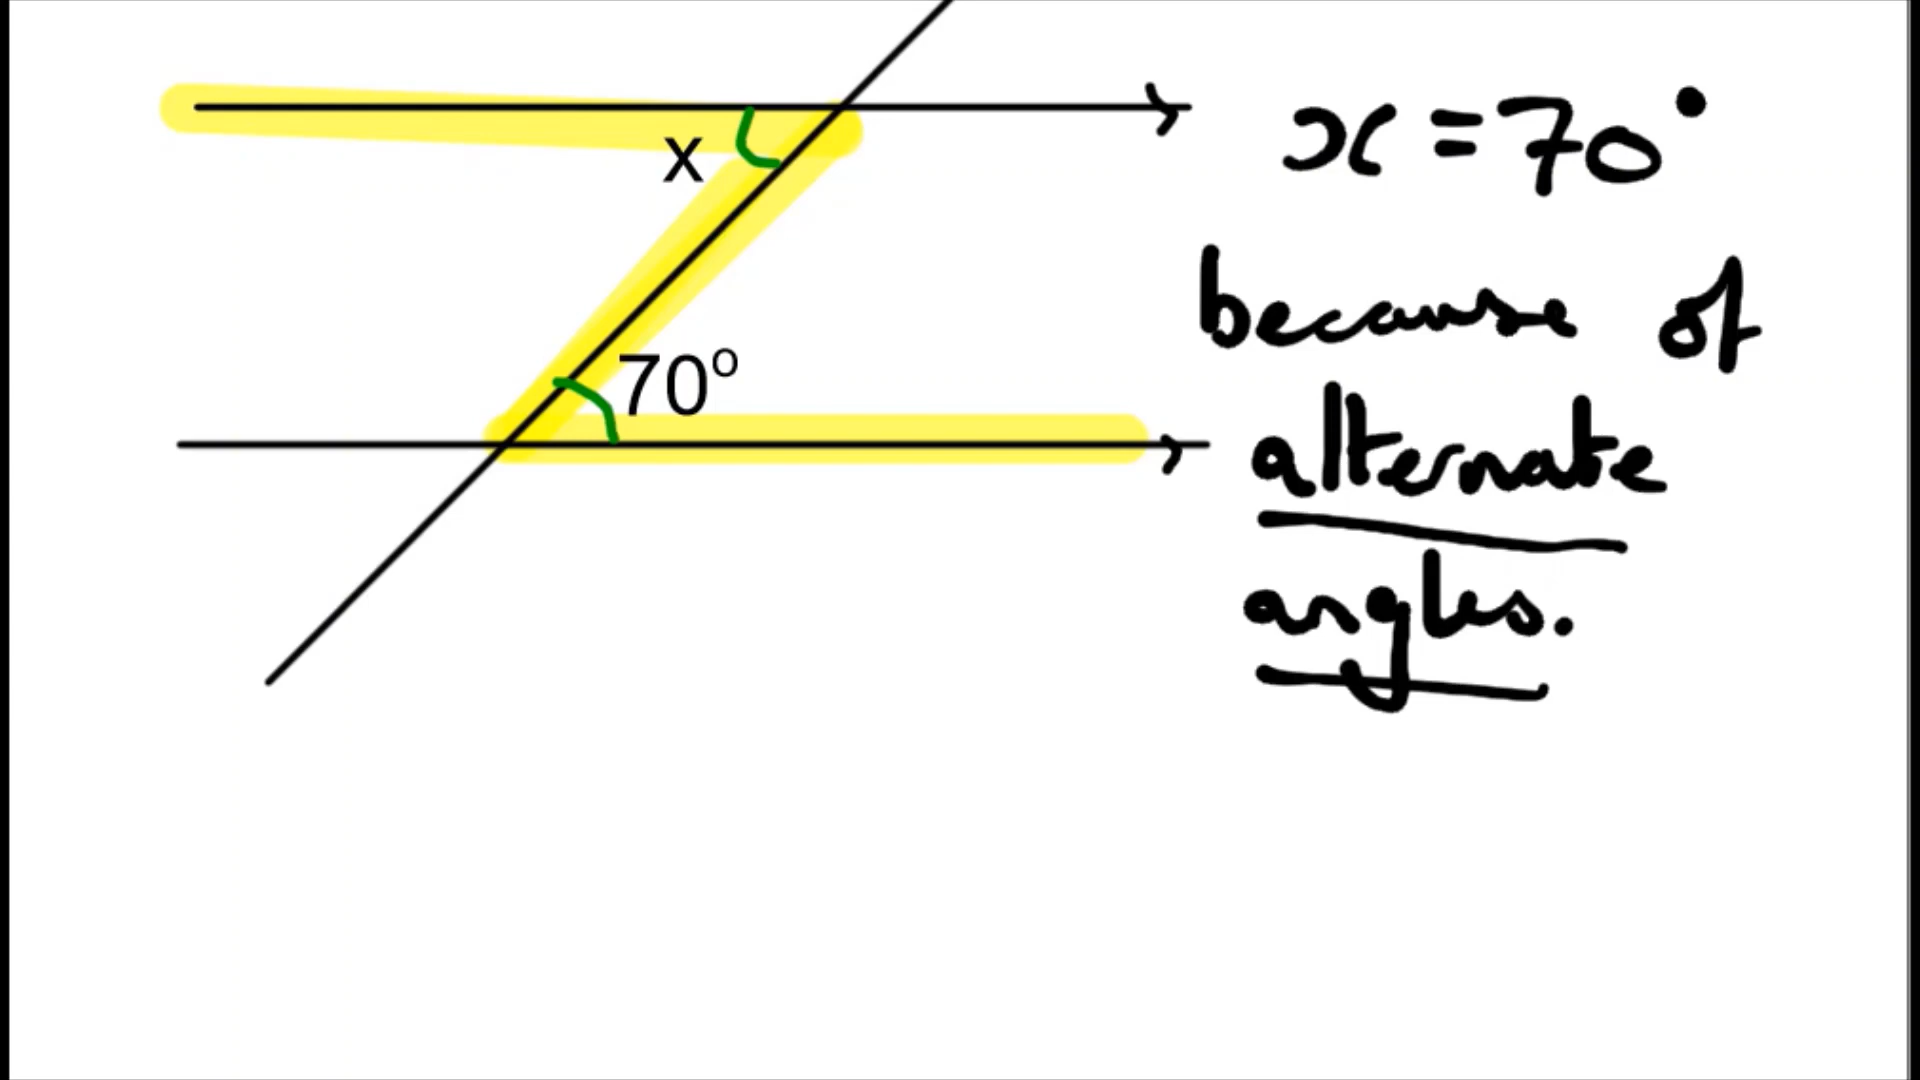 x = 70°
x
because of
70°
alternate
angles.